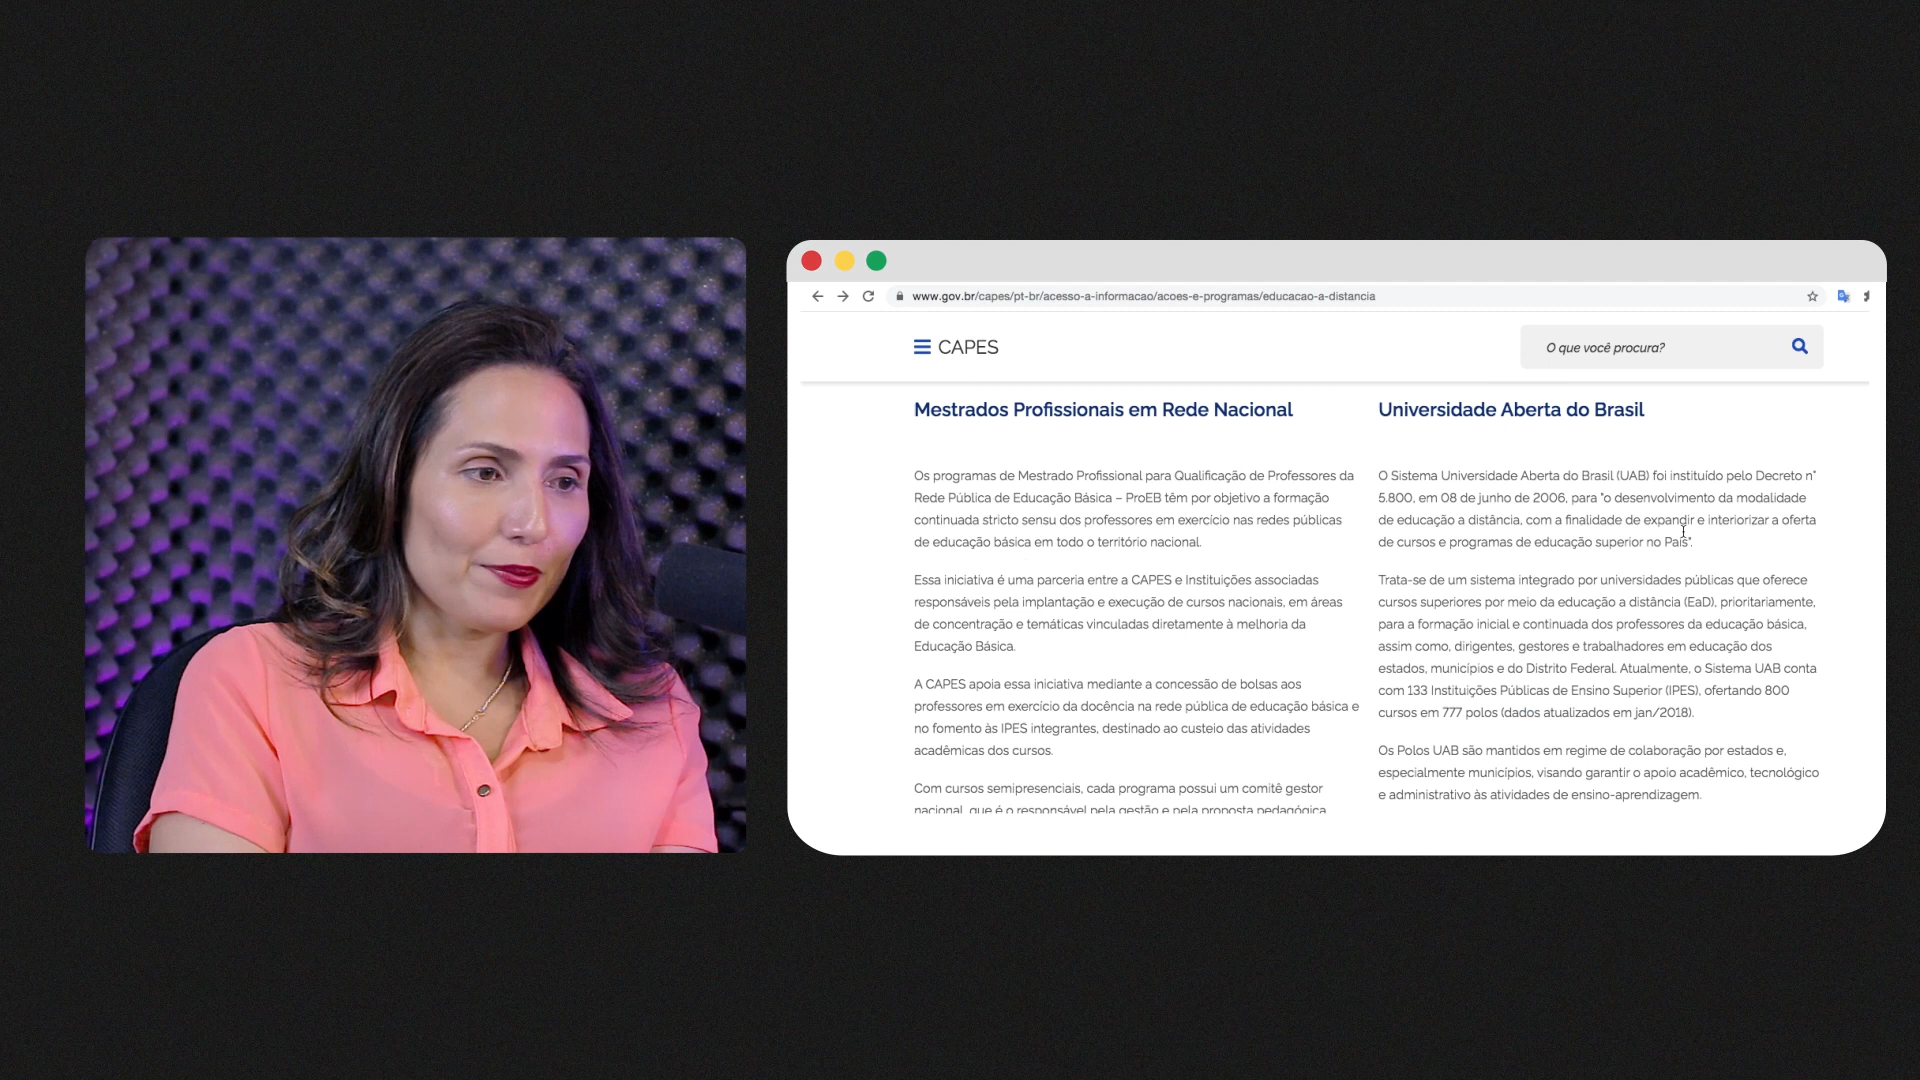 www.gov.br/capes/pt-br/acesso-a-informacao/acoes-e-programas/educacao-a-distancia
CAPES
O que você procura?
Mestrados Profissionais em Rede Nacional
Os programas de Mestrado Profissional para Qualificação de Professores da
Rede Pública de Educação Básica – ProEB têm por objetivo a formação
continuada stricto sensu dos professores em exercício nas redes públicas
de educação básica em todo o território nacional.
Essa iniciativa é uma parceria entre a CAPES e Instituições associadas
responsáveis pela implantação e execução de cursos nacionais, em áreas
de concentração e temáticas vinculadas diretamente à melhoria da
Educação Básica.
A CAPES apoia essa iniciativa mediante a concessão de bolsas aos
professores em exercício da docência na rede pública de educação básica e
no fomento às IPES integrantes, destinado ao custeio das atividades
acadêmicas dos cursos.
Com cursos semipresenciais, cada programa possui um comitê gestor
nacional, que é o responsável pela gestão e pela proposta pedagógica
Universidade Aberta do Brasil
O Sistema Universidade Aberta do Brasil (UAB) foi instituído pelo Decreto n°
5.800, em 08 de junho de 2006, para "o desenvolvimento da modalidade
de educação a distância, com a finalidade de expandir e interiorizar a oferta
de cursos e programas de educação superior no País".
Trata-se de um sistema integrado por universidades públicas que oferece
cursos superiores por meio da educação a distância (EaD), prioritariamente,
para a formação inicial e continuada dos professores da educação básica,
assim como, dirigentes, gestores e trabalhadores em educação dos
estados, municípios e do Distrito Federal. Atualmente, o Sistema UAB conta
com 133 Instituições Públicas de Ensino Superior (IPES), ofertando 800
cursos em 777 polos (dados atualizados em jan/2018).
Os Polos UAB são mantidos em regime de colaboração por estados e,
especialmente municípios, visando garantir o apoio acadêmico, tecnológico
e administrativo às atividades de ensino-aprendizagem.